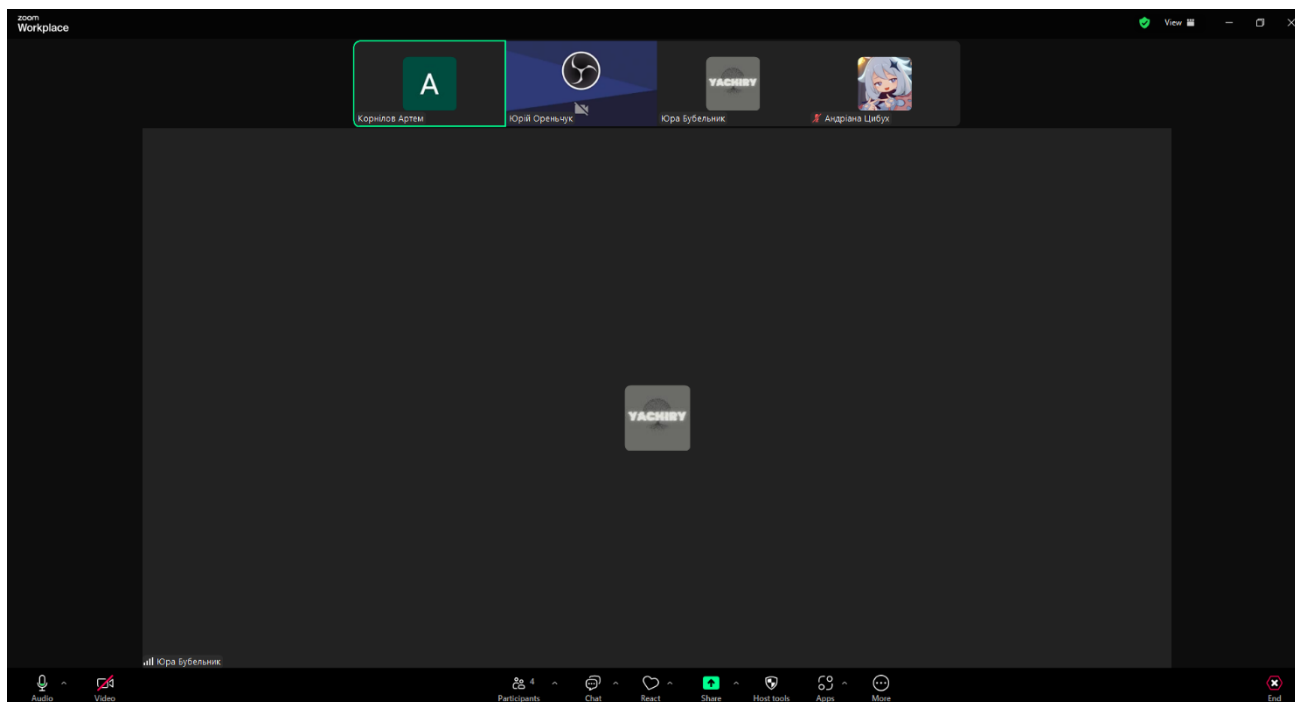 zoom
Workplace
View
A
YACHIRY
Корнілов Артем
Юрій Ореньчук
Юра Бубельник
Андріана Цибух
YACHIRY
Юра Бубельник
4
Audio
Video
Participants
Chat
React
Share
Host tools
Apps
More
End